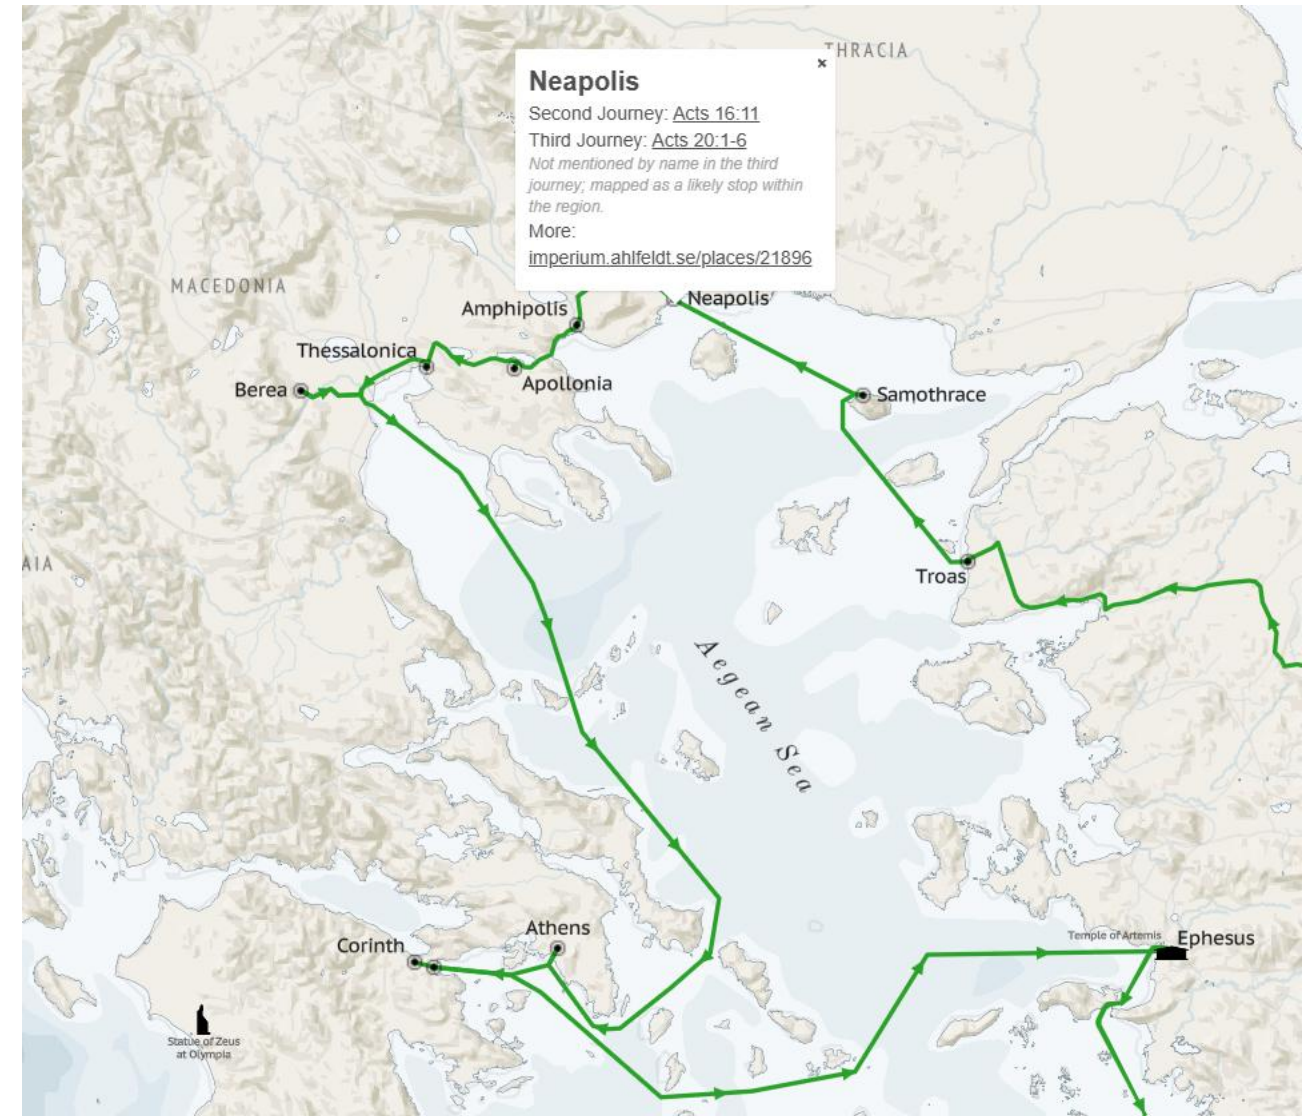 THRACIA
×
Neapolis
Second Journey: Acts 16:11
Third Journey: Acts 20:1-6
Not mentioned by name in the third
journey; mapped as a likely stop within
the region.
More:
imperium.ahlfeldt.se/places/21896
MACEDONIA
Neapolis
Amphipolis
Thessalonica
Berea
Apollonia
Samothrace
AIA
Troas
Aegean Sea
Athens
Corinth
Temple of Artemis
Ephesus
Statue of Zeus
at Olympia